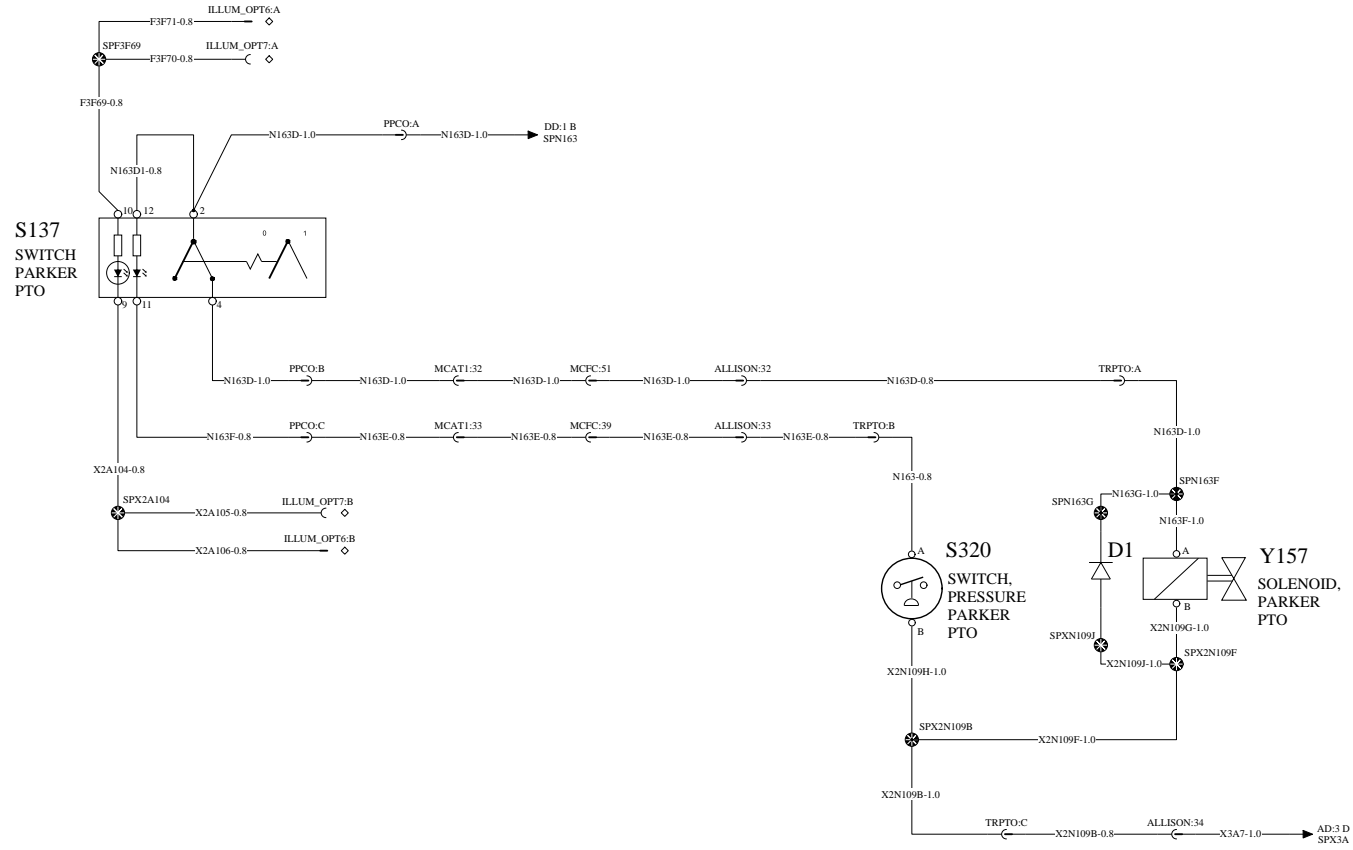 ILLUM_OPT6:A
F3F71-0.8
SPF3F69
ILLUM_OPT7:A
F3F70-0.8
F3F69-0.8
N163D-1.0
PPCO:A
N163D-1.0
DD:1 B
SPN163
N163D1-0.8
10
12
2
S137
SWITCH
PARKER
PTO
0
1
9
11
4
N163D-1.0
PPCO:B
N163D-1.0
MCAT1:32
N163D-1.0
MCFC:51
N163D-1.0
ALLISON:32
N163D-0.8
TRPTO:A
N163F-0.8
PPCO:C
N163E-0.8
MCAT1:33
N163E-0.8
MCFC:39
N163E-0.8
ALLISON:33
N163E-0.8
TRPTO:B
N163D-1.0
X2A104-0.8
N163-0.8
SPX2A104
ILLUM_OPT7:B
X2A105-0.8
ILLUM_OPT6:B
X2A106-0.8
SPN163F
N163G-1.0
SPN163G
N163F-1.0
A
S320
SWITCH,
PRESSURE
PARKER
PTO
B
D1
A
Y157
SOLENOID,
PARKER
PTO
B
X2N109G-1.0
SPXN109J
SPX2N109F
X2N109J-1.0
X2N109H-1.0
SPX2N109B
X2N109F-1.0
X2N109B-1.0
TRPTO:C
X2N109B-0.8
ALLISON:34
X3A7-1.0
AD:3 D
SPX3A